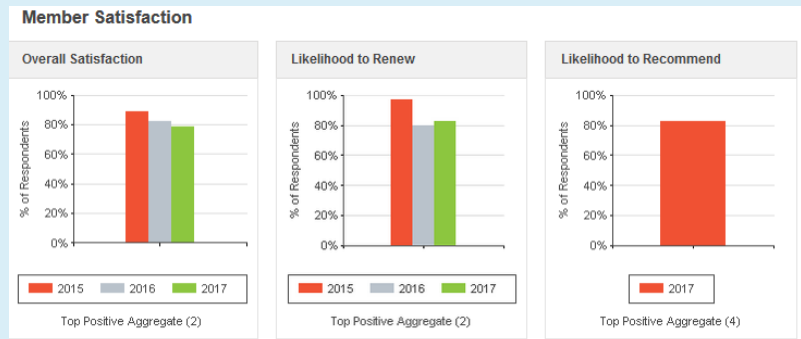 Member Satisfaction
Overall Satisfaction
% of Respondents
100%
80%
60%
40%
20%
0%
2015 2016 2017
Top Positive Aggregate (2)
Likelihood to Renew
% of Respondents
100%
80%
60%
40%
20%
0%
2015 2016 2017
Top Positive Aggregate (2)
Likelihood to Recommend
% of Respondents
100%
80%
60%
40%
20%
0%
2017
Top Positive Aggregate (4)